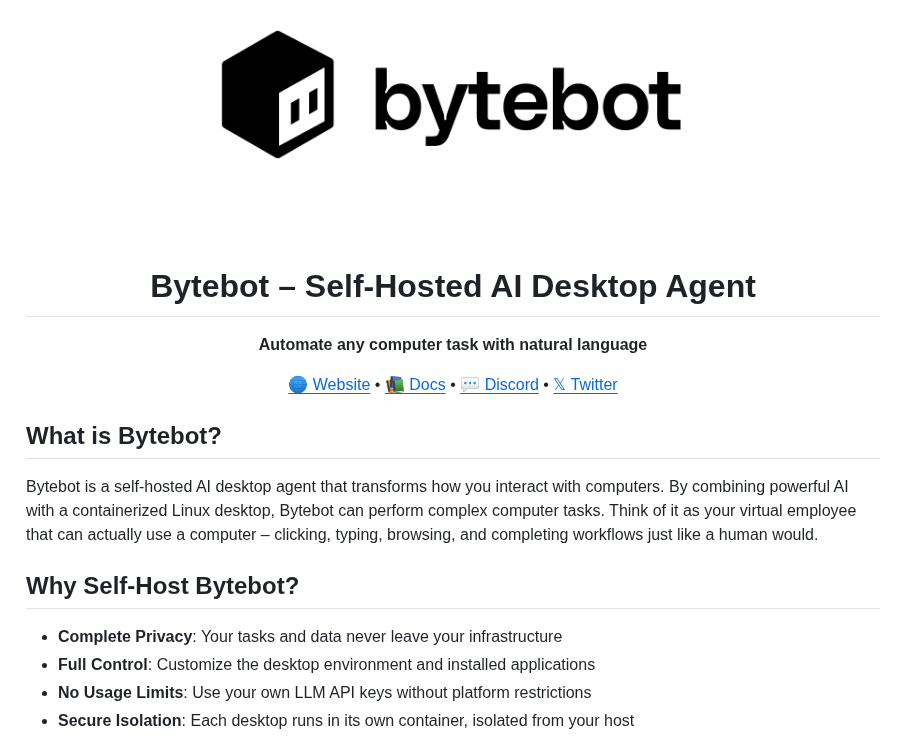 bytebot
Bytebot – Self-Hosted AI Desktop Agent
Automate any computer task with natural language
🌐 Website • 📚 Docs • 💬 Discord • 𝕏 Twitter
What is Bytebot?
Bytebot is a self-hosted AI desktop agent that transforms how you interact with computers. By combining powerful AI
with a containerized Linux desktop, Bytebot can perform complex computer tasks. Think of it as your virtual employee
that can actually use a computer – clicking, typing, browsing, and completing workflows just like a human would.
Why Self-Host Bytebot?
• Complete Privacy: Your tasks and data never leave your infrastructure
• Full Control: Customize the desktop environment and installed applications
• No Usage Limits: Use your own LLM API keys without platform restrictions
• Secure Isolation: Each desktop runs in its own container, isolated from your host